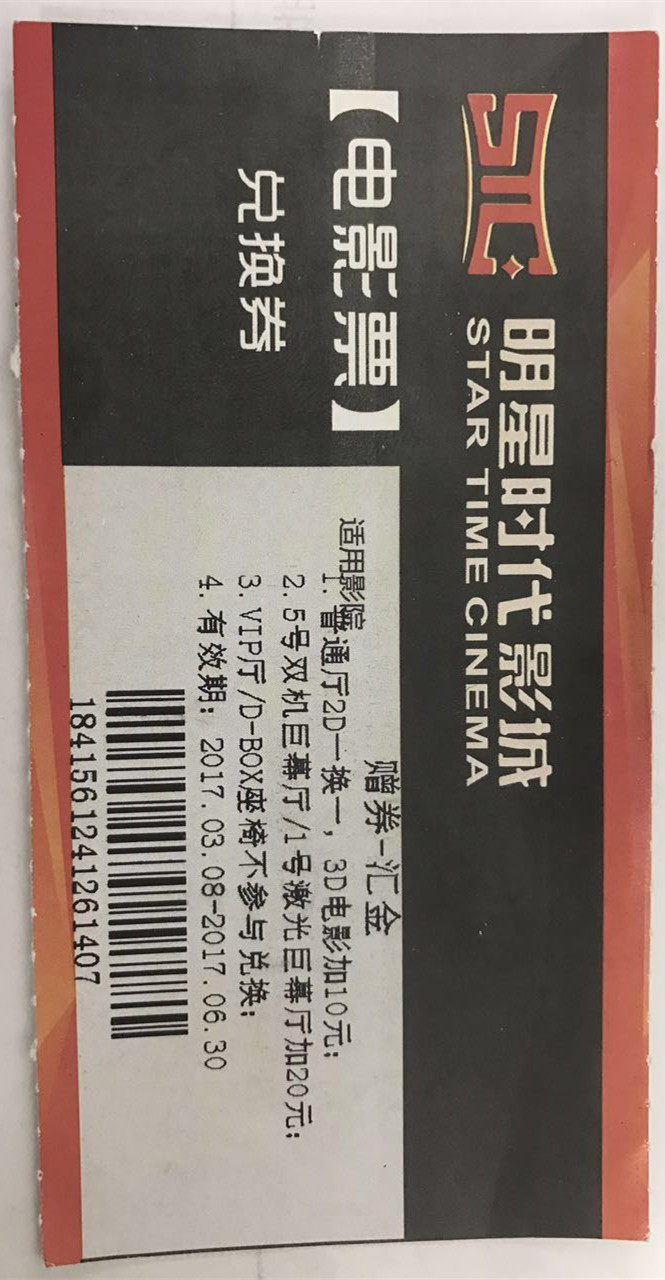 STC
明星时代影城
STAR TIME CINEMA
【电影票】
兑换券
赠券-汇金
适用影院
1. 普通厅2D一换一, 3D电影加10元;
2.5号双机巨幕厅/1号激光巨幕厅加20元;
3. VIP厅/D-BOX座椅不参与兑换;
4. 有效期: 2017.03.08-2017.06.30
184156124126140​7